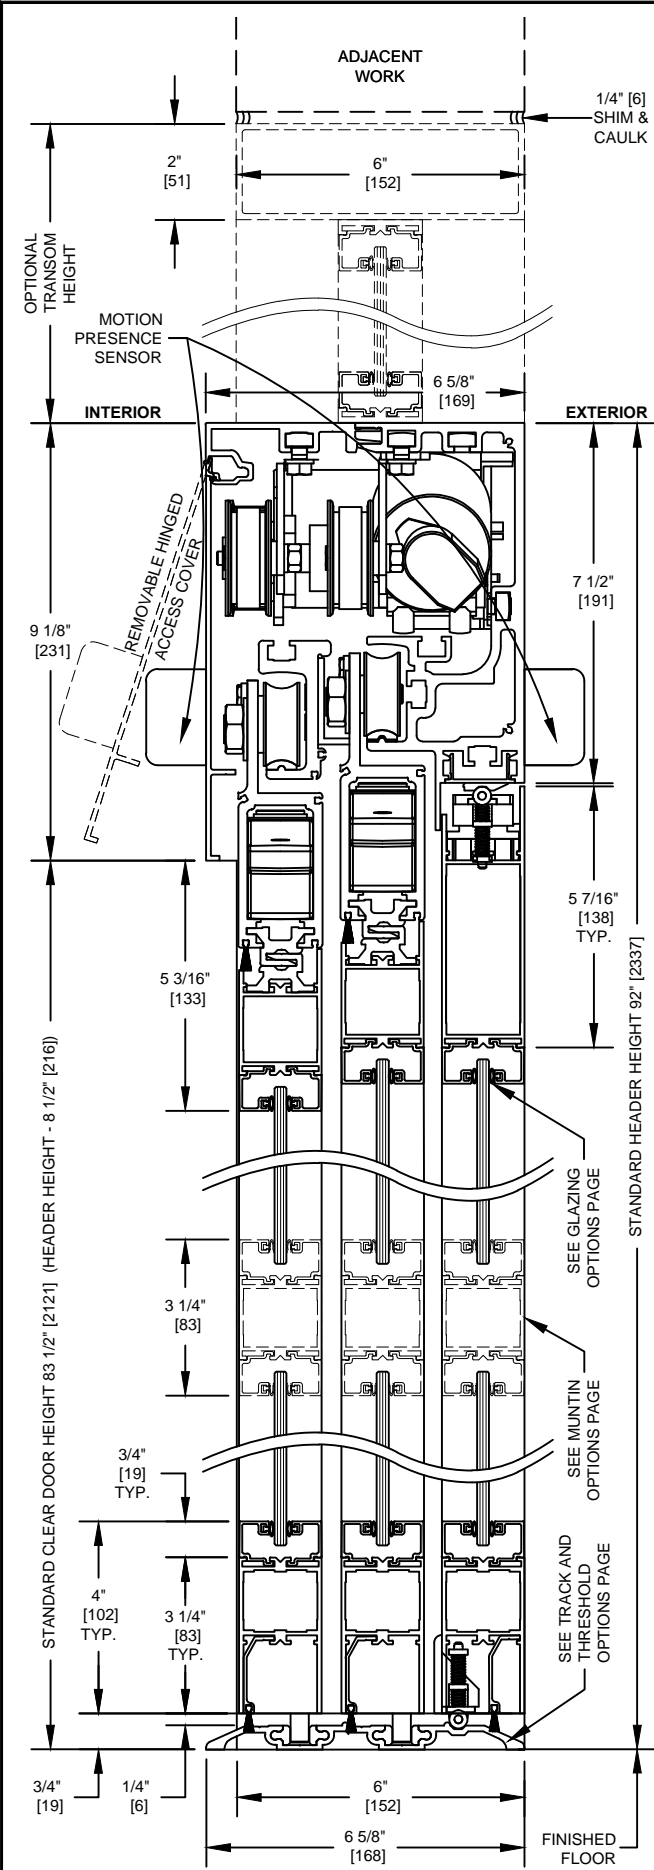 ADJACENT
WORK
1/4" [6]
SHIM &
CAULK
2"
[51]
6"
[152]
OPTIONAL
TRANSOM
HEIGHT
MOTION
PRESENCE
SENSOR
6 5/8"
[169]
INTERIOR
EXTERIOR
REMOVABLE HINGED
ACCESS COVER
9 1/8"
[231]
7 1/2"
[191]
5 7/16"
[138]
TYP.
5 3/16"
[133]
STANDARD HEADER HEIGHT 92" [2337]
STANDARD CLEAR DOOR HEIGHT 83 1/2" [2121] (HEADER HEIGHT - 8 1/2" [216])
SEE GLAZING
OPTIONS PAGE
3 1/4"
[83]
SEE MUNTIN
OPTIONS PAGE
3/4"
[19]
TYP.
4"
[102]
TYP.
3 1/4"
[83]
TYP.
SEE TRACK AND
THRESHOLD
OPTIONS PAGE
3/4"
[19]
1/4"
[6]
6"
[152]
6 5/8"
[168]
FINISHED
FLOOR